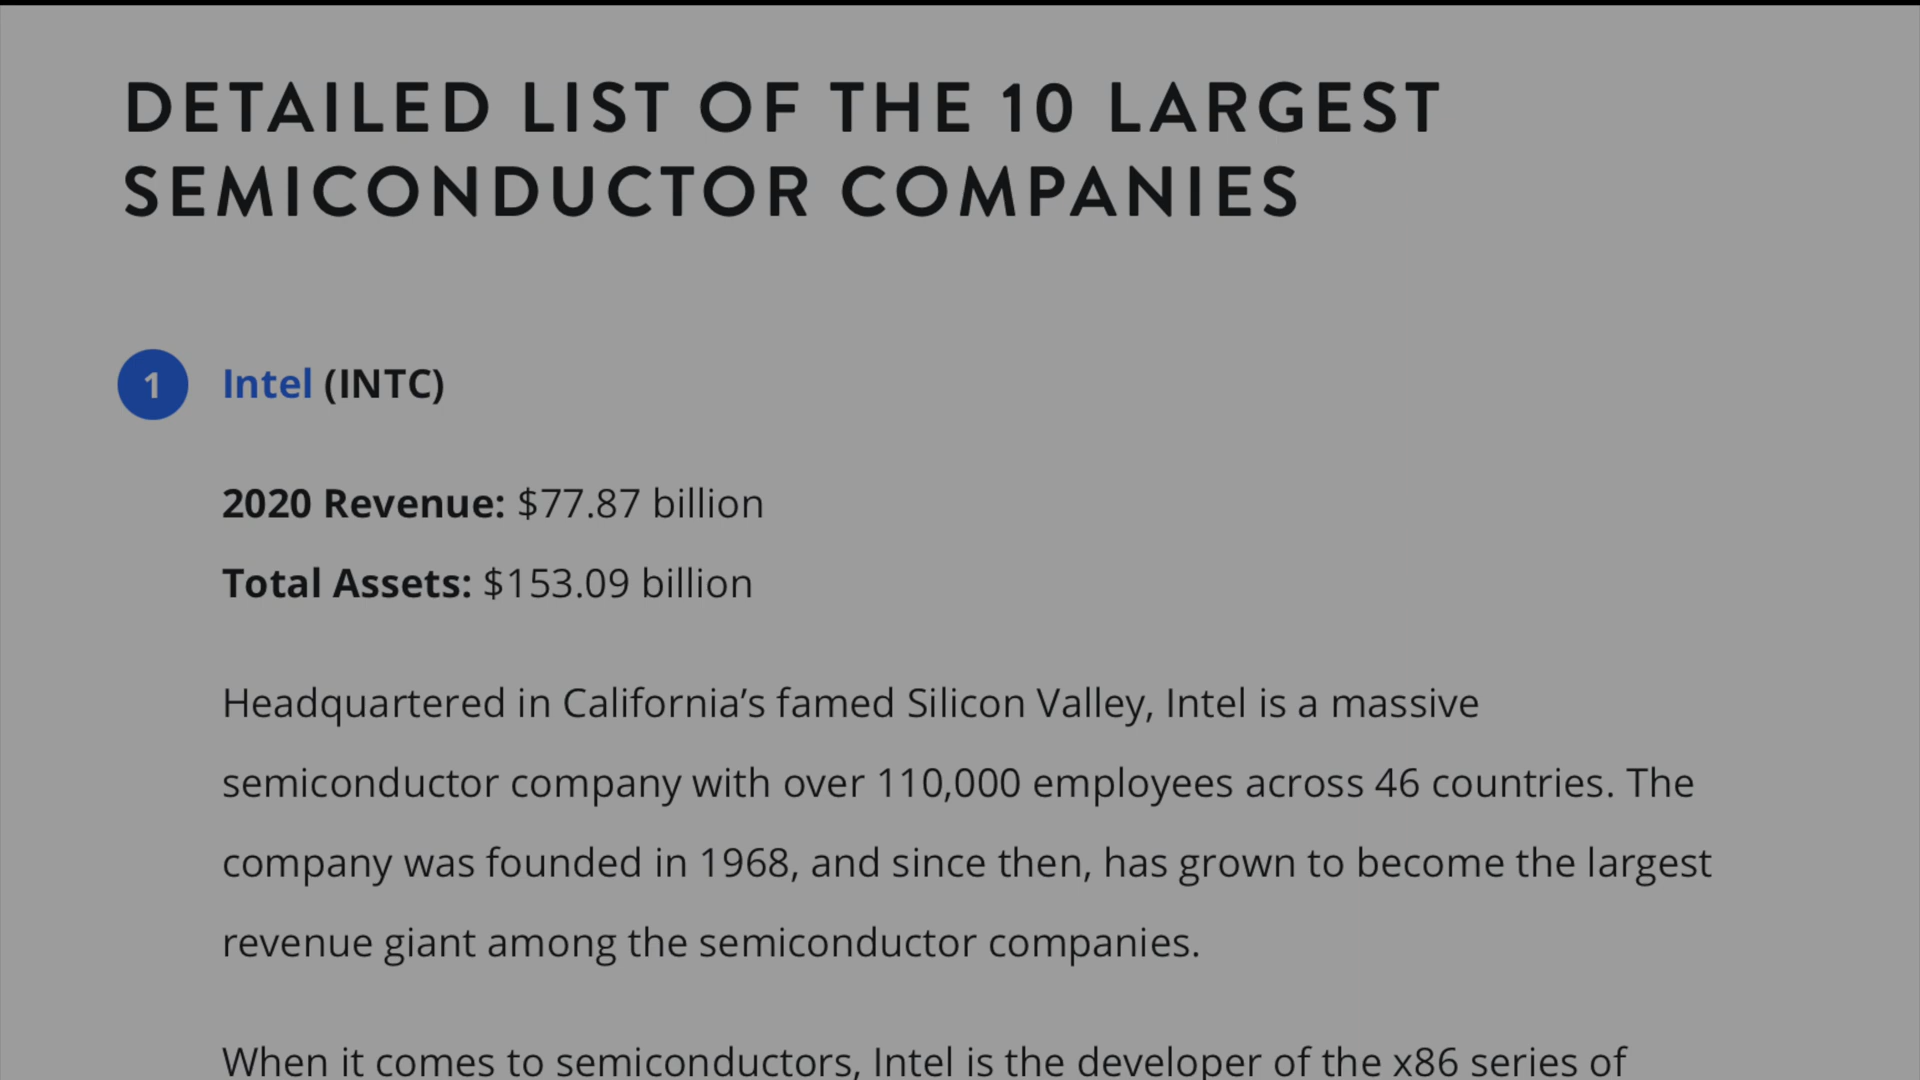 DETAILED LIST OF THE 10 LARGEST
SEMICONDUCTOR COMPANIES
1 Intel (INTC)
2020 Revenue: $77.87 billion
Total Assets: $153.09 billion
Headquartered in California’s famed Silicon Valley, Intel is a massive
semiconductor company with over 110,000 employees across 46 countries. The
company was founded in 1968, and since then, has grown to become the largest
revenue giant among the semiconductor companies.
When it comes to semiconductors, Intel is the developer of the x86 series of